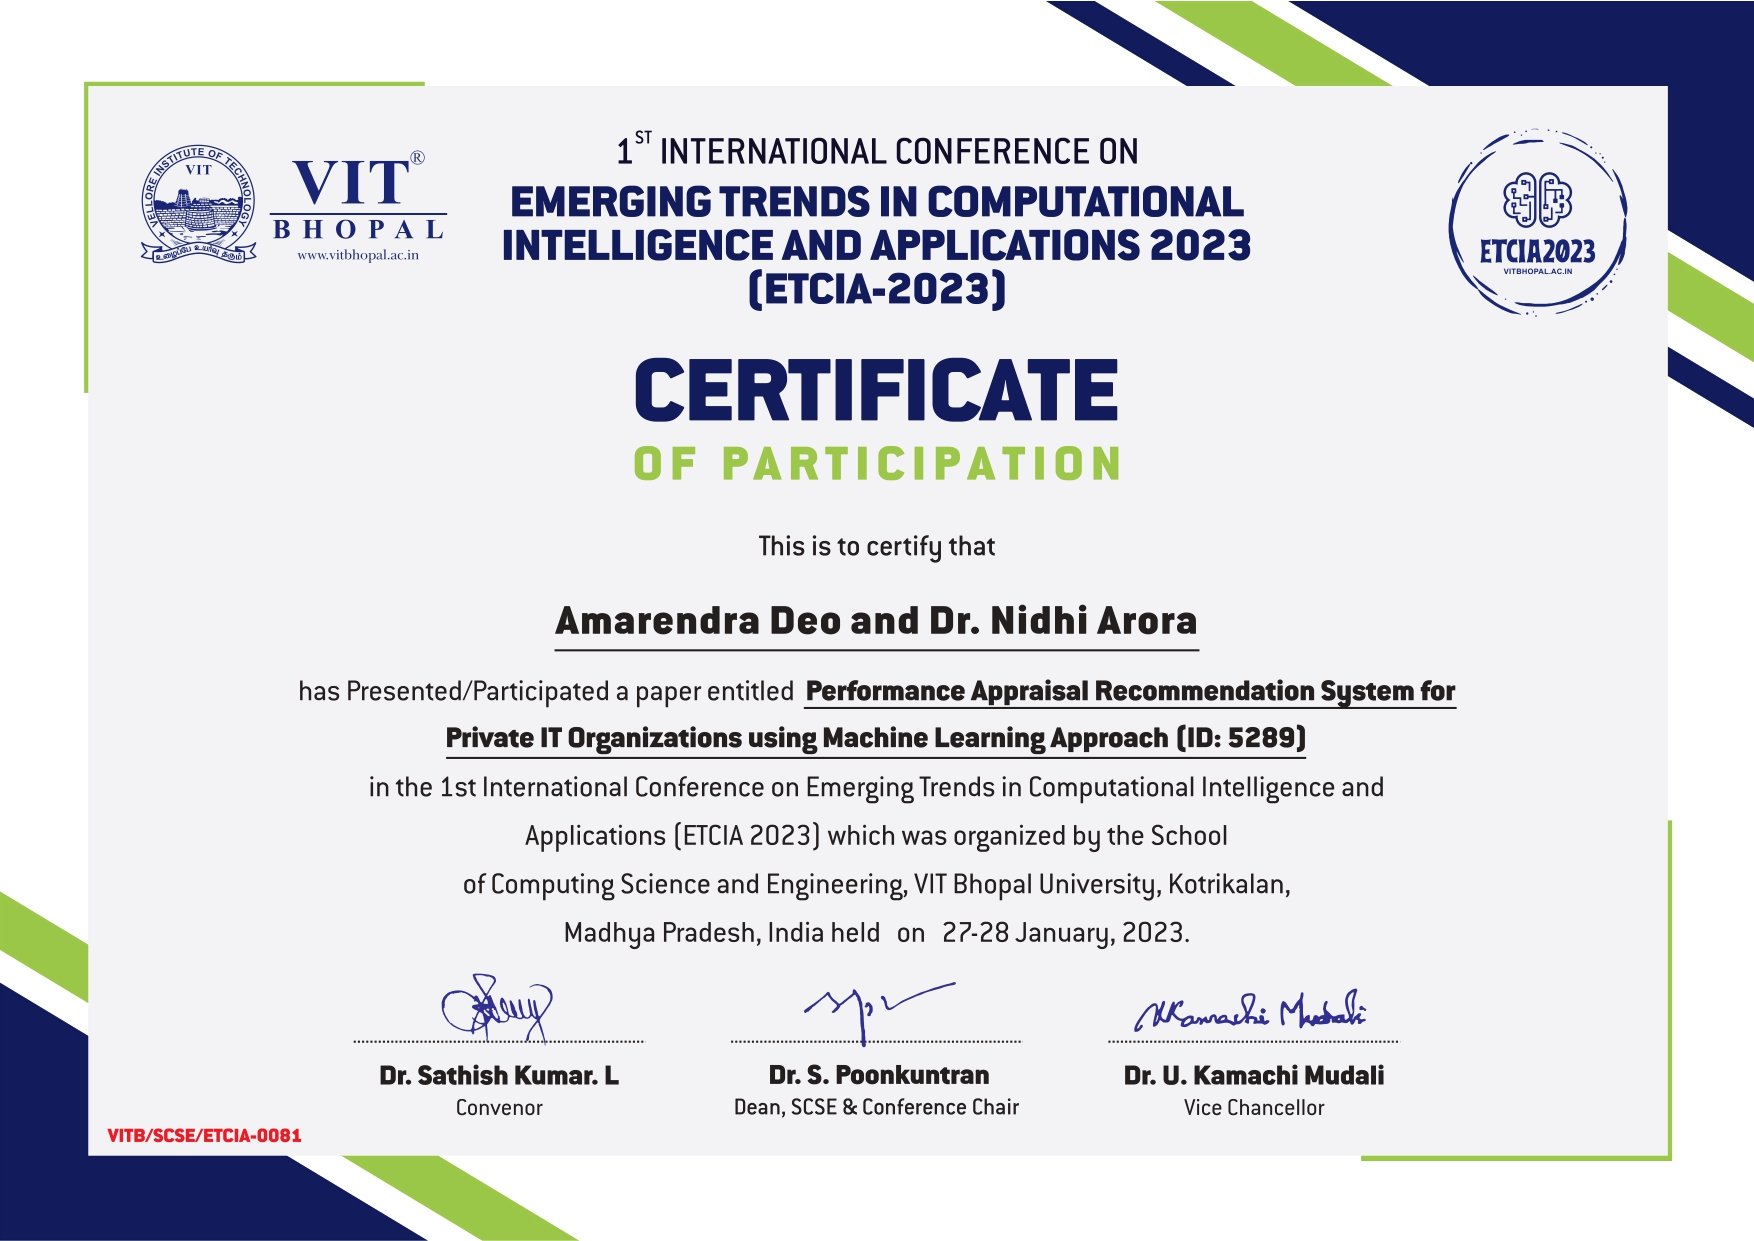 VELLORE INSTITUTE OF TECHNOLOGY
VIT
உழைப்பே உயர்வு தரும்
VIT®
BHOPAL
www.vitbhopal.ac.in
1ST INTERNATIONAL CONFERENCE ON
EMERGING TRENDS IN COMPUTATIONAL
INTELLIGENCE AND APPLICATIONS 2023
(ETCIA-2023)
ETCIA2023
VITBHOPAL.AC.IN
CERTIFICATE
OF PARTICIPATION
This is to certify that
Amarendra Deo and Dr. Nidhi Arora
has Presented/Participated a paper entitled Performance Appraisal Recommendation System for
Private IT Organizations using Machine Learning Approach (ID: 5289)
in the 1st International Conference on Emerging Trends in Computational Intelligence and
Applications (ETCIA 2023) which was organized by the School
of Computing Science and Engineering, VIT Bhopal University, Kotrikalan,
Madhya Pradesh, India held on 27-28 January, 2023.
Kamachi Mudali
Dr. Sathish Kumar. L
Convenor
Dr. S. Poonkuntran
Dean, SCSE & Conference Chair
Dr. U. Kamachi Mudali
Vice Chancellor
VITB/SCSE/ETCIA-0081